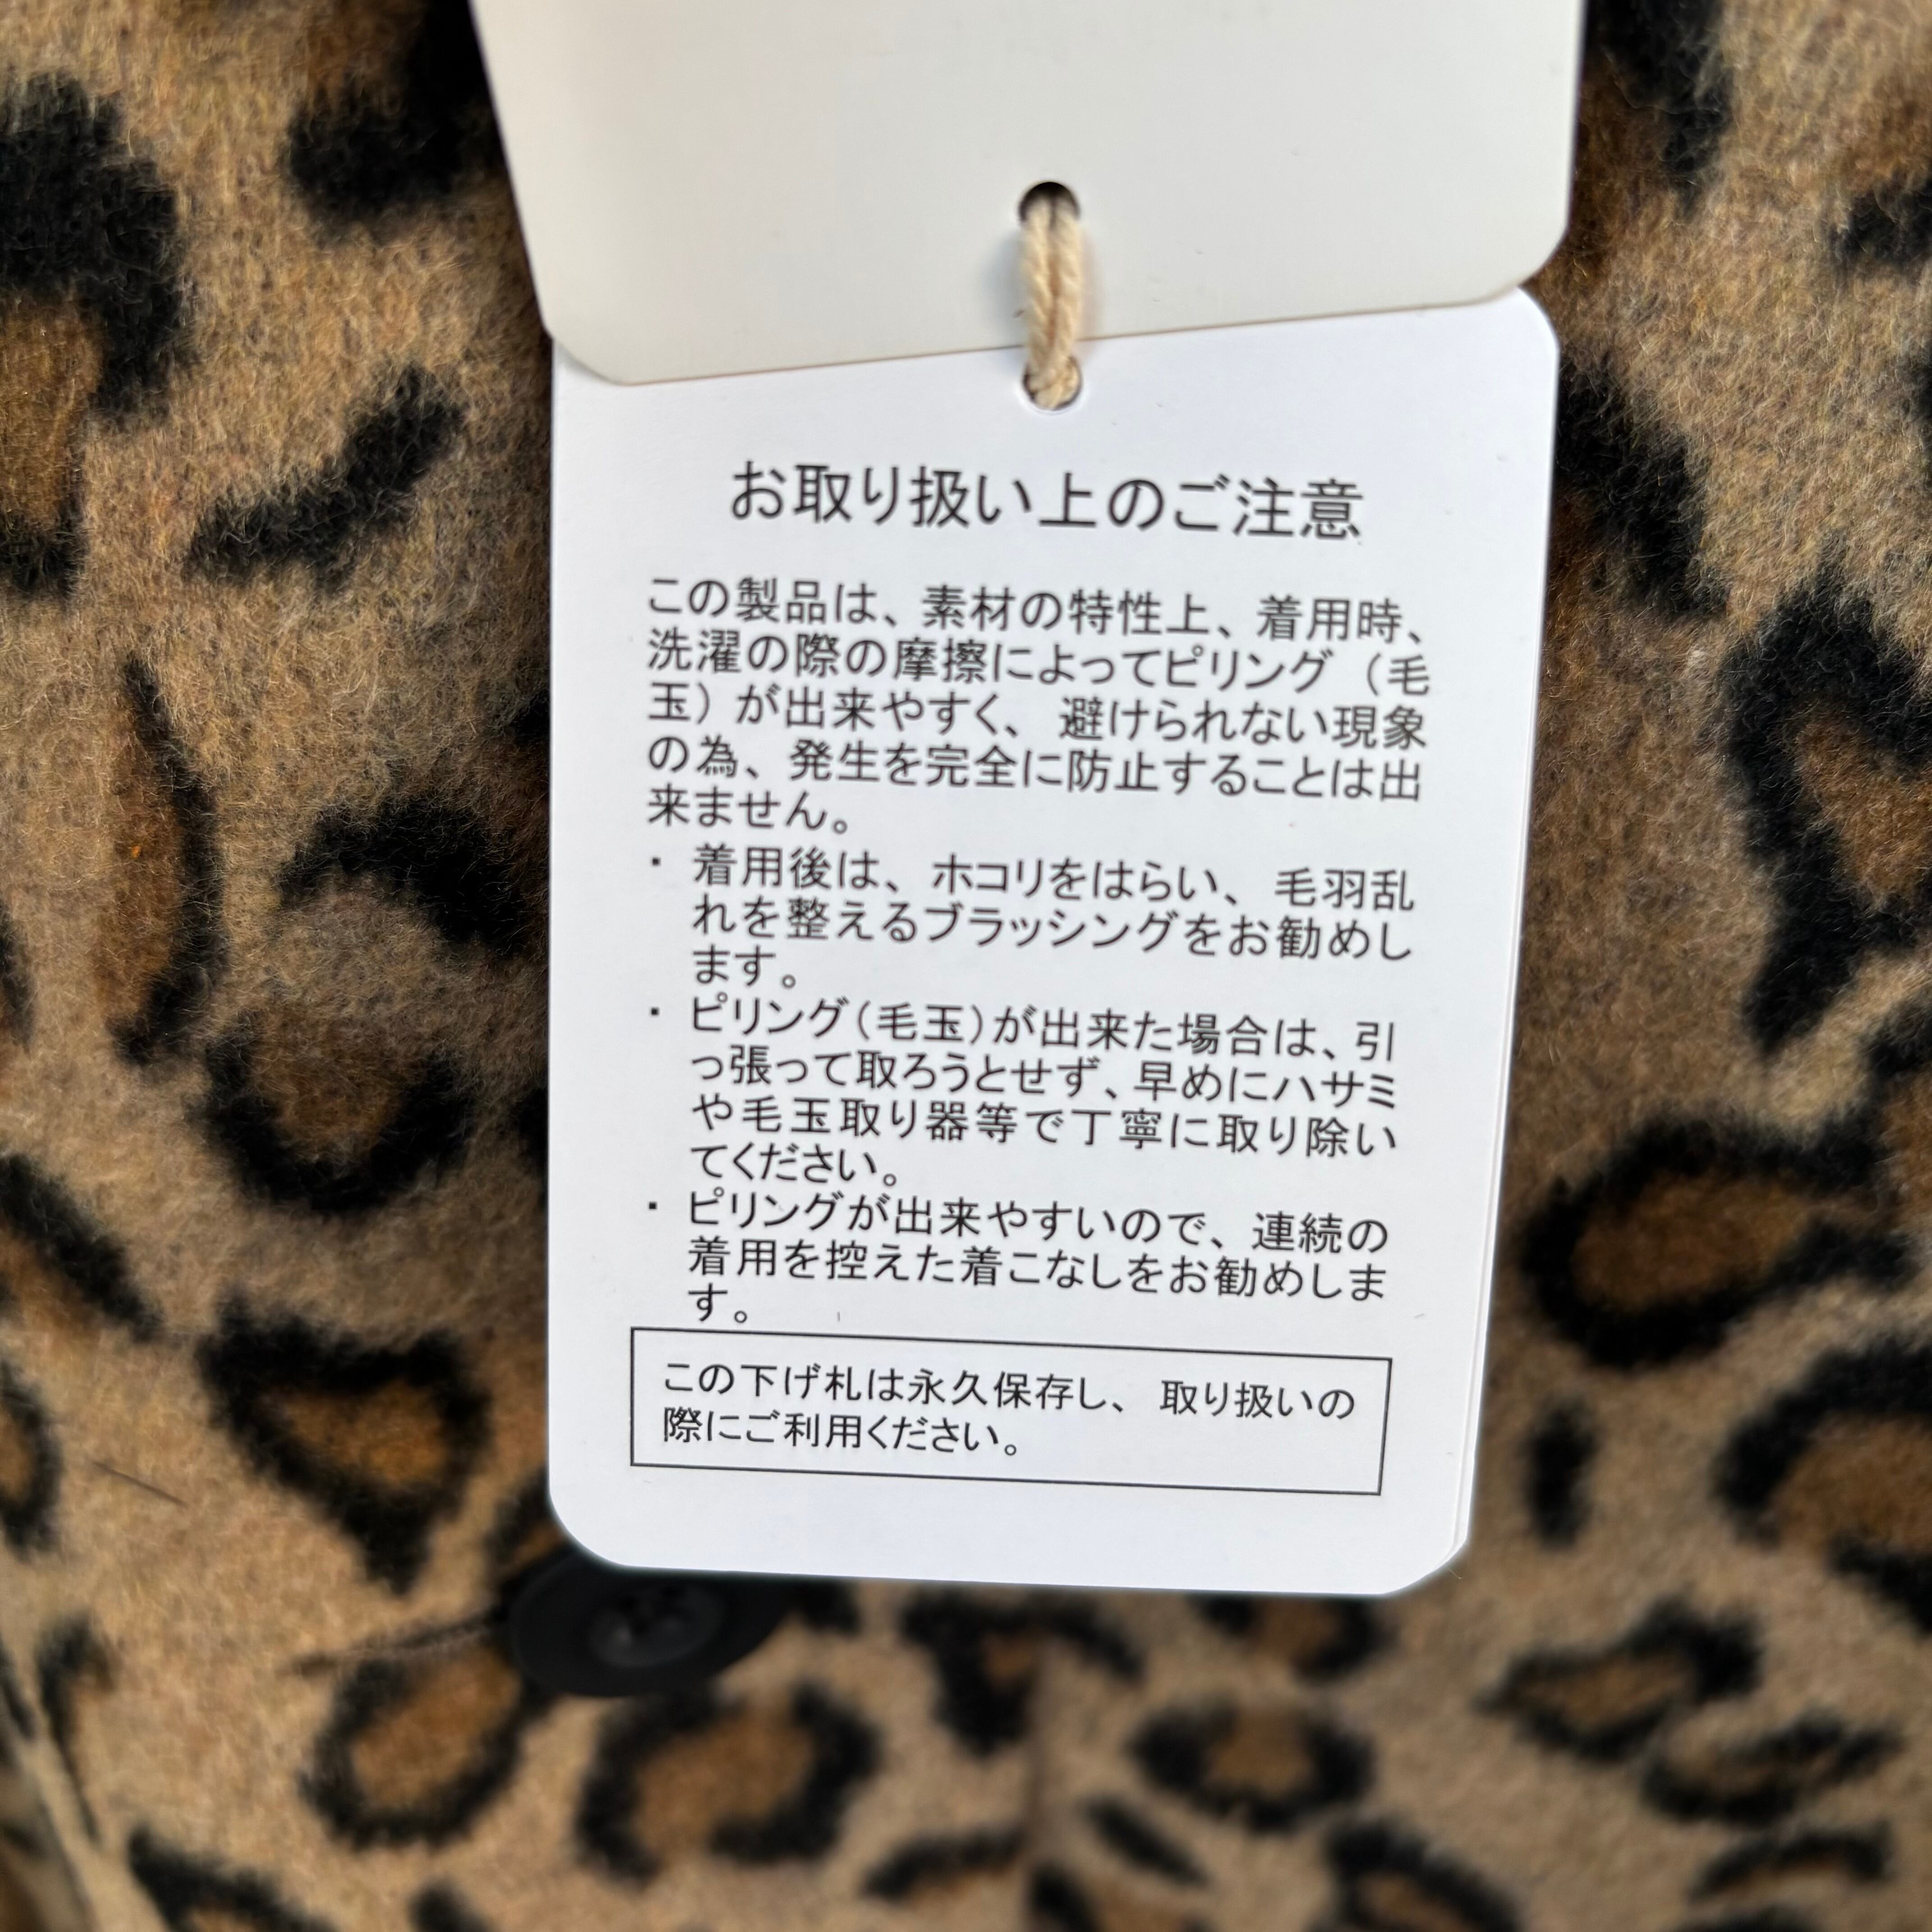 お取り扱い上のご注意
この製品は、素材の特性上、着用時、
洗濯の際の摩擦によってピリング（毛
玉）が出来やすく、避けられない現象
の為、発生を完全に防止することは出
来ません。
・着用後は、ホコリをはらい、毛羽乱
れを整えるブラッシングをお勧めし
ます。
・ピリング(毛玉)が出来た場合は、引
っ張って取ろうとせず、早めにハサミ
や毛玉取り器等で丁寧に取り除い
てください。
・ピリングが出来やすいので、連続の
着用を控えた着こなしをお勧めしま
す。
この下げ札は永久保存し、取り扱いの
際にご利用ください。